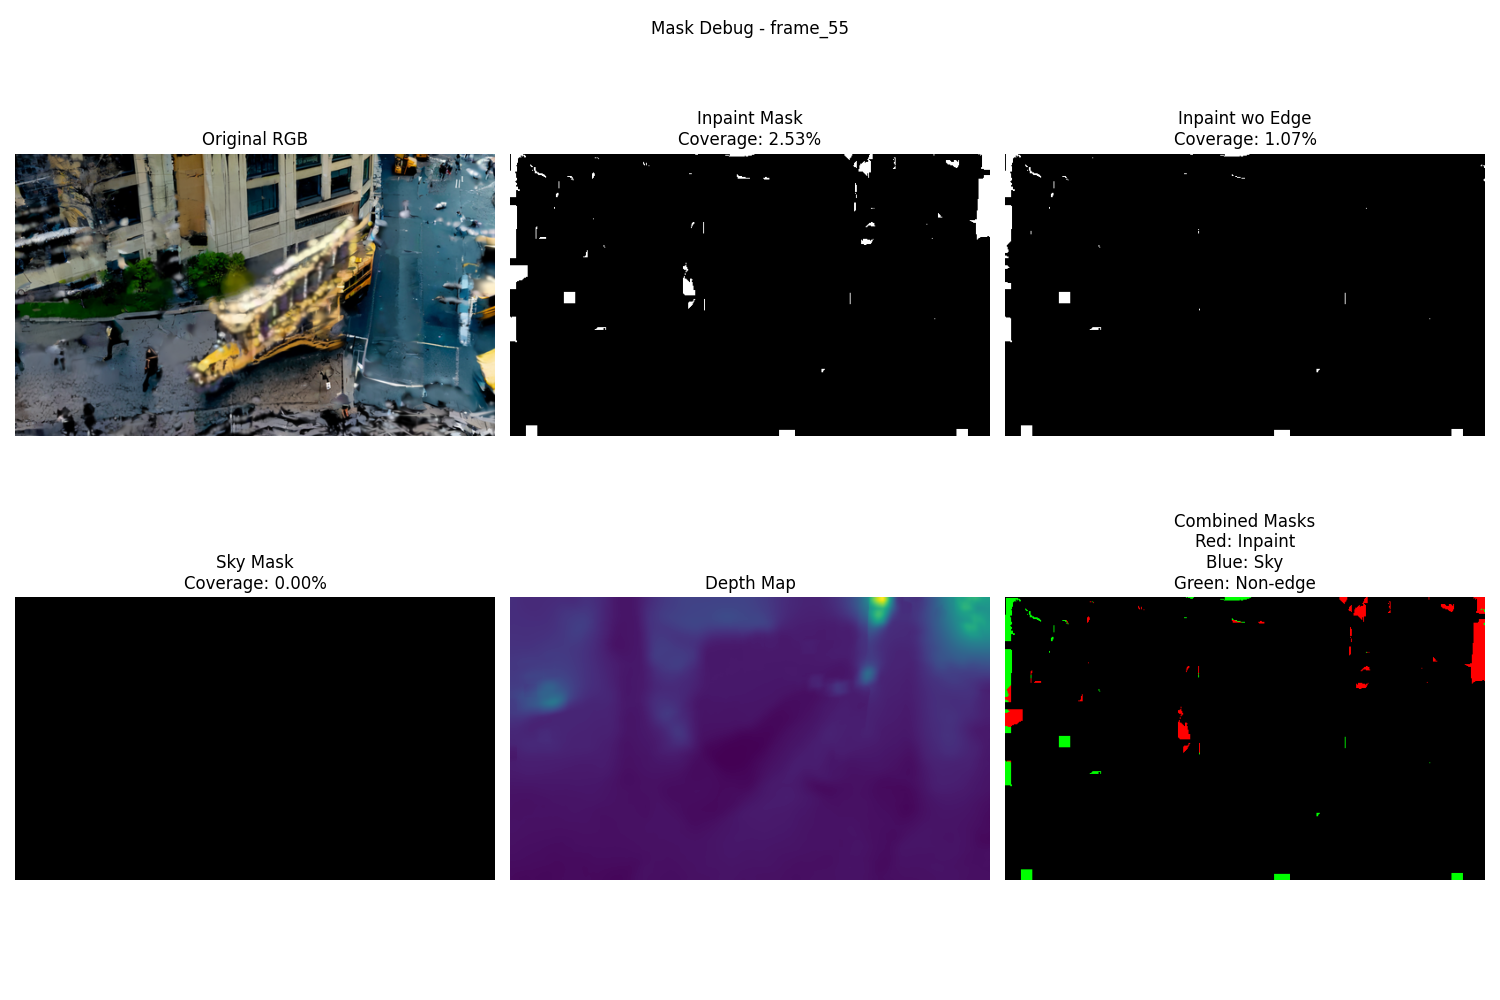 Mask Debug - frame_55
Original RGB
Inpaint Mask
Coverage: 2.53%
Inpaint wo Edge
Coverage: 1.07%
Sky Mask
Coverage: 0.00%
Depth Map
Combined Masks
Red: Inpaint
Blue: Sky
Green: Non-edge